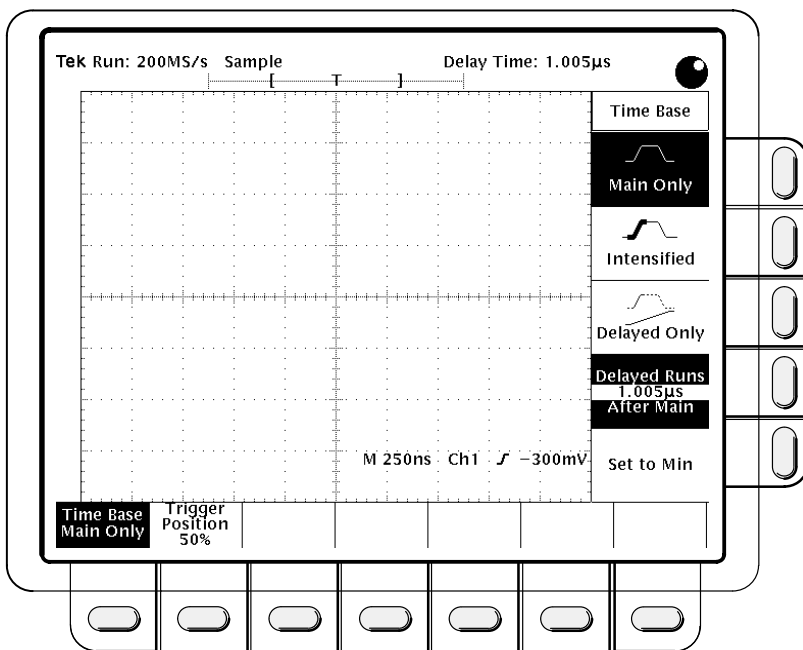 Tek Run: 200MS/s Sample Delay Time: 1.005µs
[ T ]
Time Base
Main Only
Intensified
Delayed Only
Delayed Runs
1.005µs
After Main
Set to Min
M 250ns Ch1 −300mV
Time Base
Main Only
Trigger
Position
50%